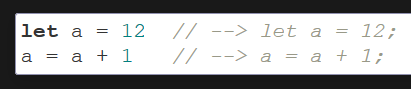 let a = 12  // --> let a = 12;
a = a + 1   // --> a = a + 1;